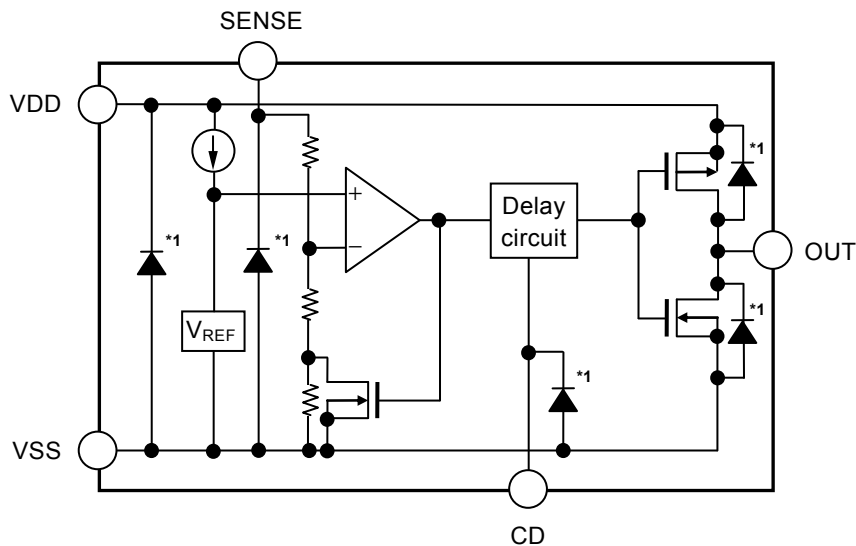 SENSE
VDD
*1
*1
*1
+
−
Delay
circuit
OUT
VREF
*1
*1
VSS
CD